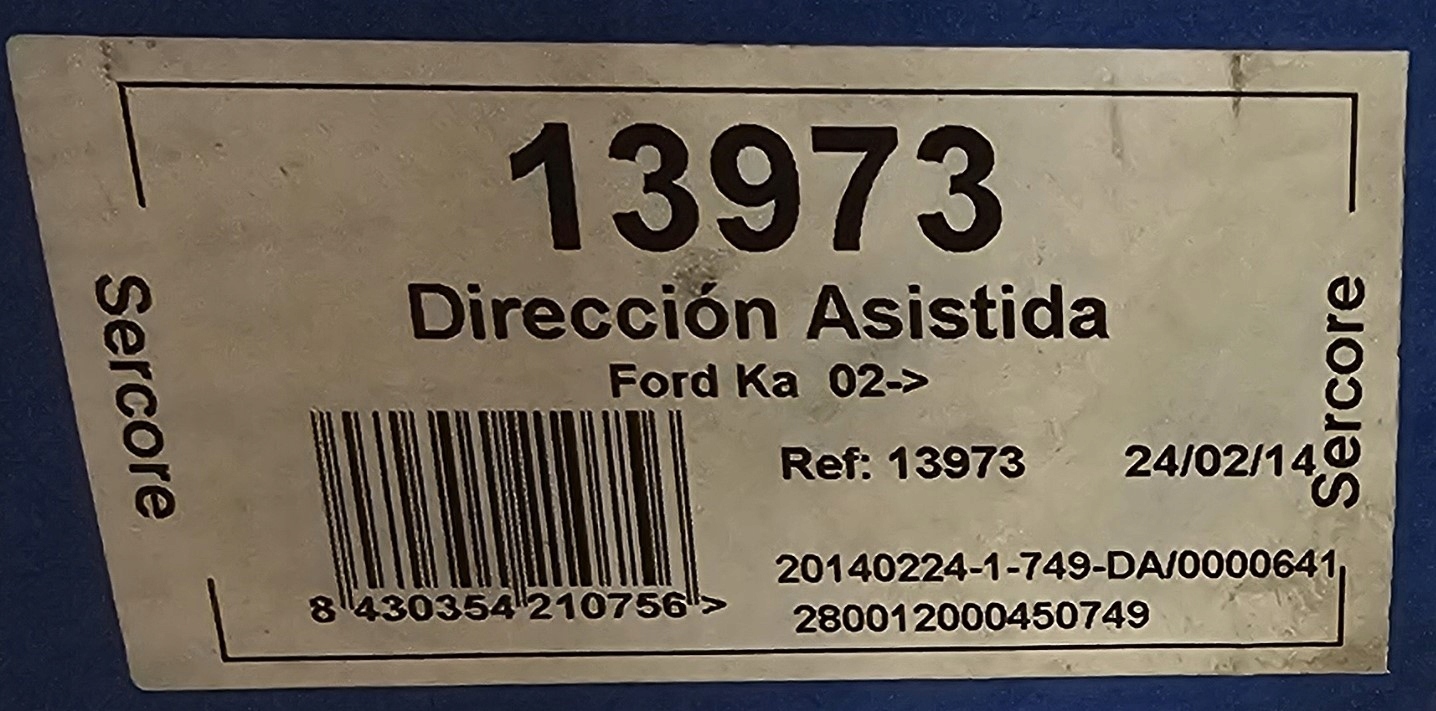 13973
Dirección Asistida
Ford Ka 02->
Sercore
Sercore
Ref: 13973 24/02/14
20140224-1-749-DA/0000641
280012000450749
8 430354 210756 >